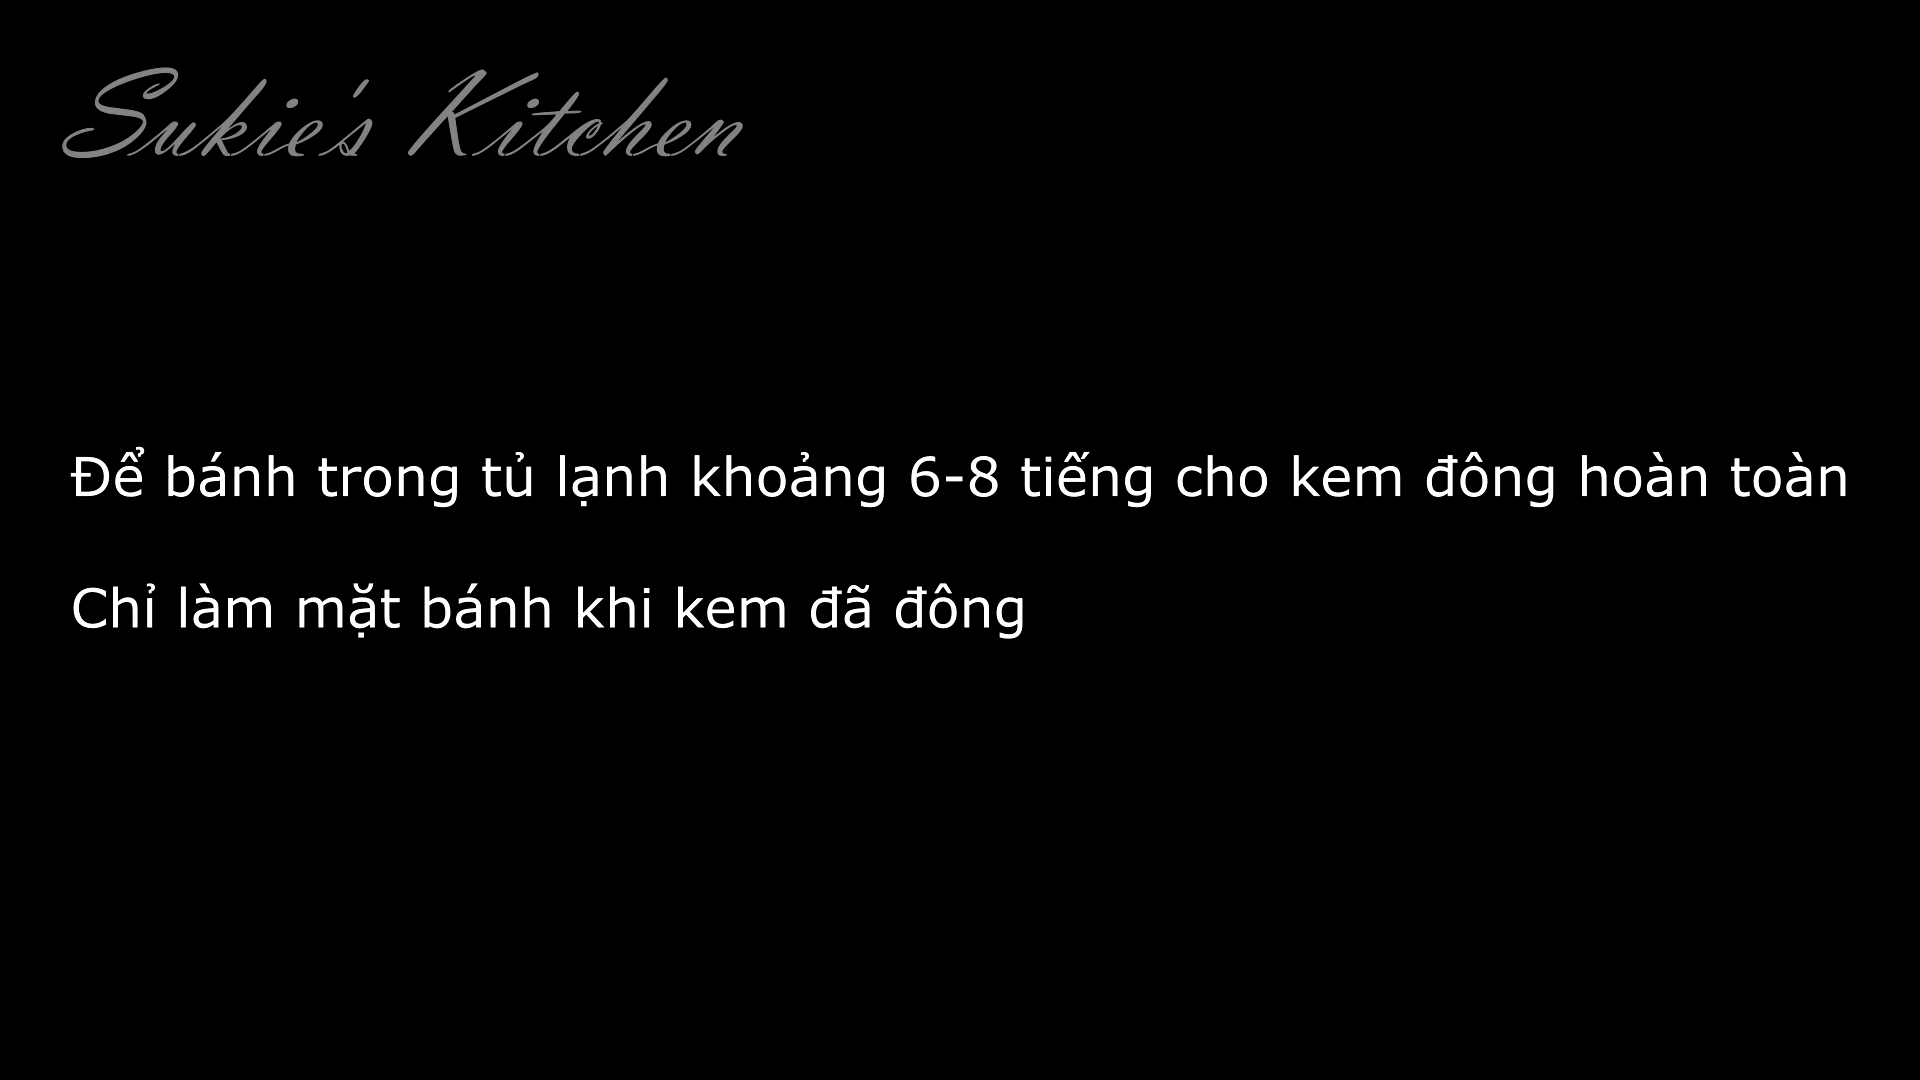 Sukie's Kitchen
Để bánh trong tủ lạnh khoảng 6-8 tiếng cho kem đông hoàn toàn
Chỉ làm mặt bánh khi kem đã đông